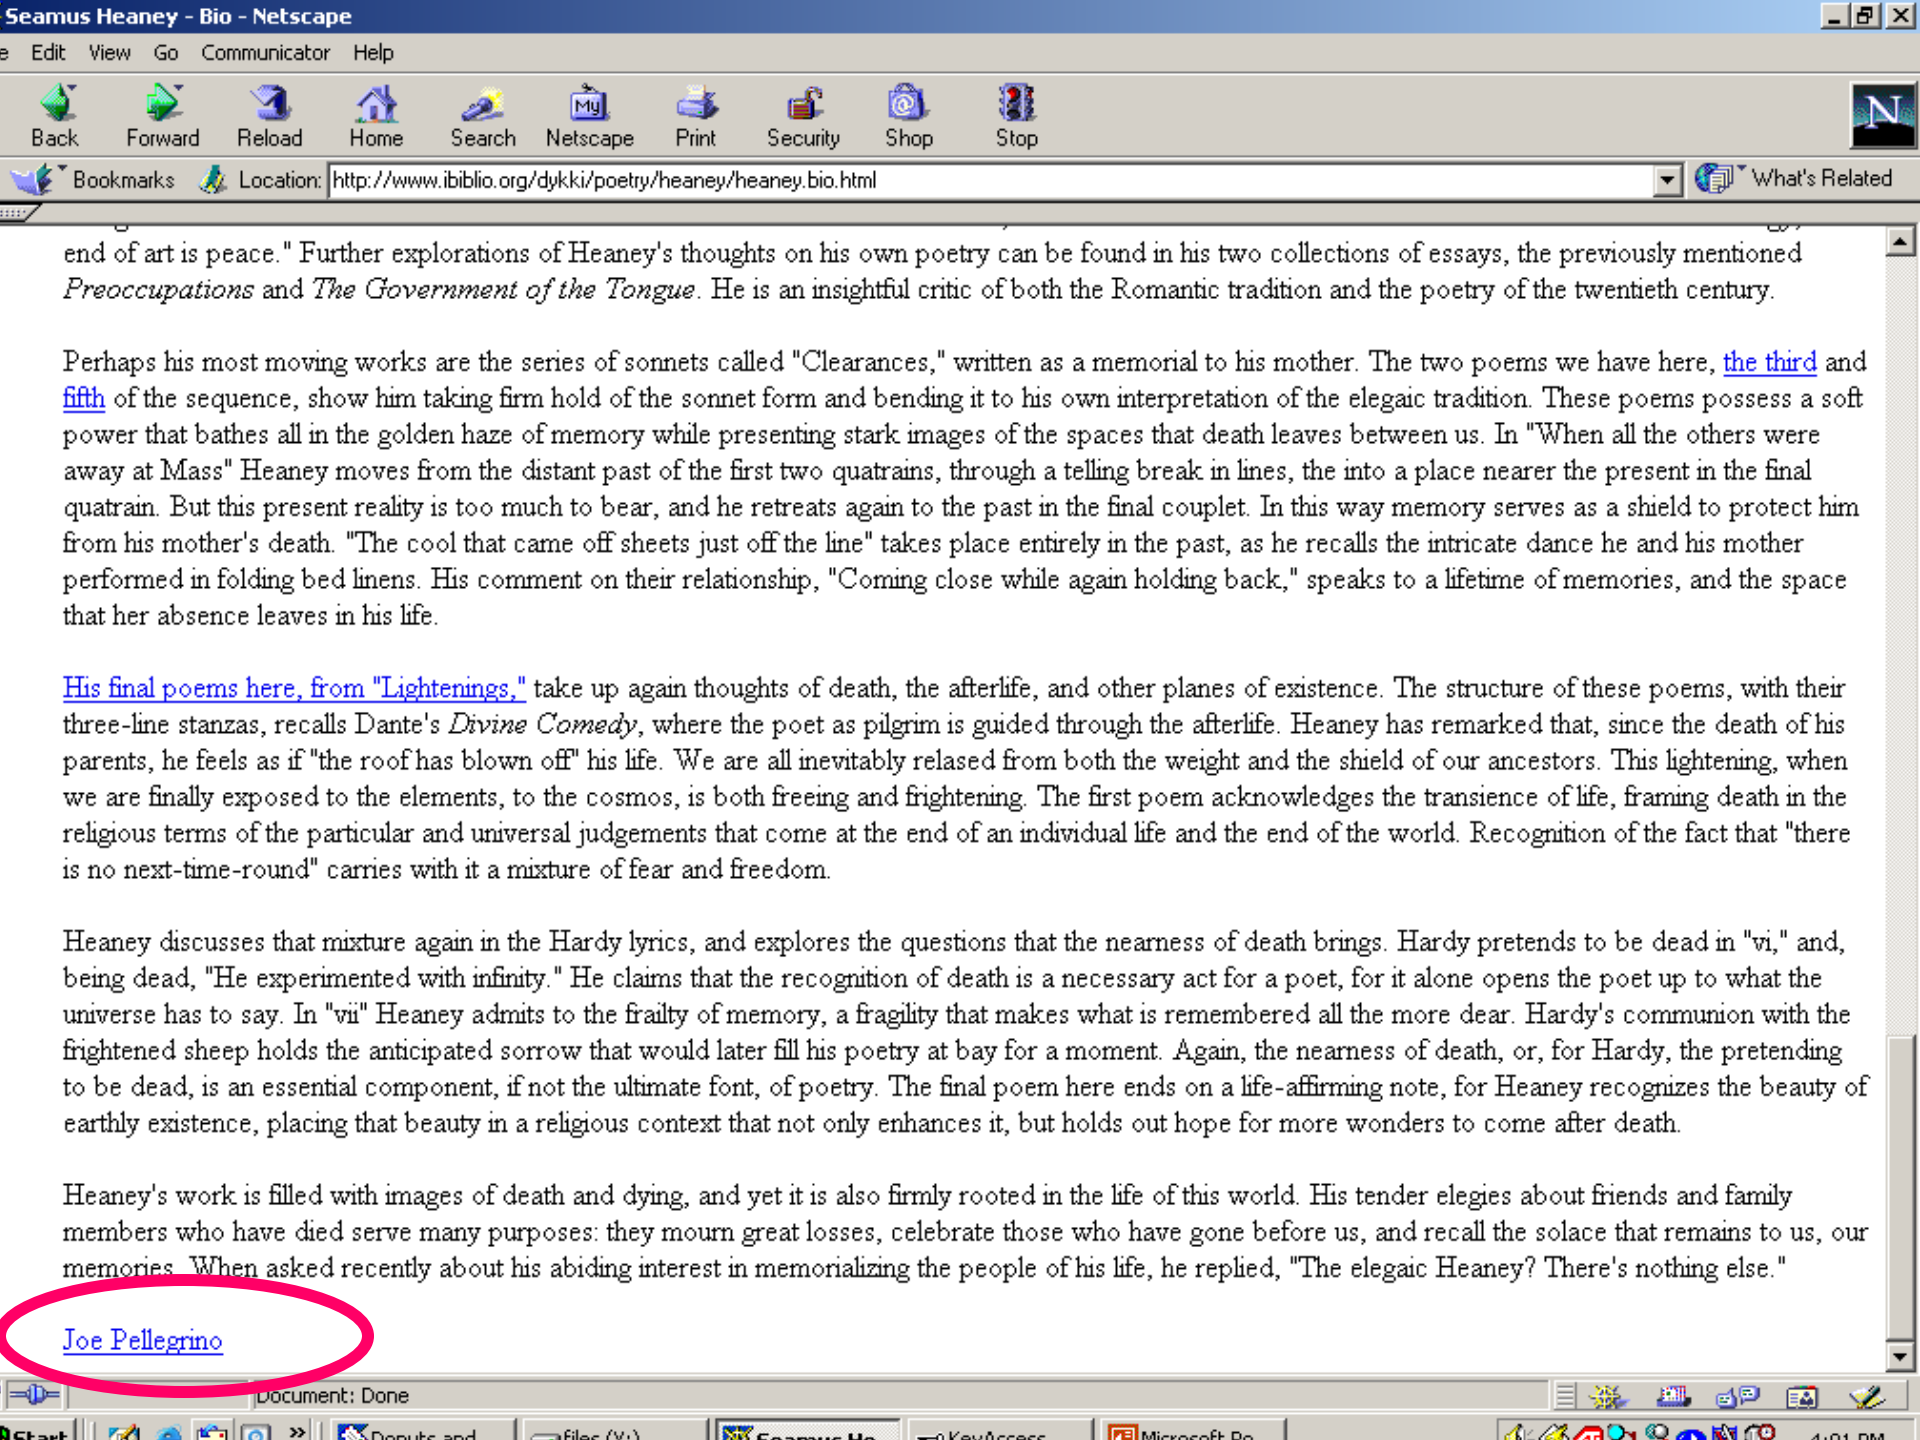 Seamus Heaney - Bio - Netscape
e Edit View Go Communicator Help
Back Forward Reload Home Search Netscape Print Security Shop Stop
My
N
Bookmarks Location: http://www.ibiblio.org/dykki/poetry/heaney/heaney.bio.html What's Related
end of art is peace." Further explorations of Heaney's thoughts on his own poetry can be found in his two collections of essays, the previously mentioned
Preoccupations and The Government of the Tongue. He is an insightful critic of both the Romantic tradition and the poetry of the twentieth century.
Perhaps his most moving works are the series of sonnets called "Clearances," written as a memorial to his mother. The two poems we have here, the third and
fifth of the sequence, show him taking firm hold of the sonnet form and bending it to his own interpretation of the elegaic tradition. These poems possess a soft
power that bathes all in the golden haze of memory while presenting stark images of the spaces that death leaves between us. In "When all the others were
away at Mass" Heaney moves from the distant past of the first two quatrains, through a telling break in lines, the into a place nearer the present in the final
quatrain. But this present reality is too much to bear, and he retreats again to the past in the final couplet. In this way memory serves as a shield to protect him
from his mother's death. "The cool that came off sheets just off the line" takes place entirely in the past, as he recalls the intricate dance he and his mother
performed in folding bed linens. His comment on their relationship, "Coming close while again holding back," speaks to a lifetime of memories, and the space
that her absence leaves in his life.
His final poems here, from "Lightenings," take up again thoughts of death, the afterlife, and other planes of existence. The structure of these poems, with their
three-line stanzas, recalls Dante's Divine Comedy, where the poet as pilgrim is guided through the afterlife. Heaney has remarked that, since the death of his
parents, he feels as if "the roof has blown off" his life. We are all inevitably relased from both the weight and the shield of our ancestors. This lightening, when
we are finally exposed to the elements, to the cosmos, is both freeing and frightening. The first poem acknowledges the transience of life, framing death in the
religious terms of the particular and universal judgements that come at the end of an individual life and the end of the world. Recognition of the fact that "there
is no next-time-round" carries with it a mixture of fear and freedom.
Heaney discusses that mixture again in the Hardy lyrics, and explores the questions that the nearness of death brings. Hardy pretends to be dead in "vi," and,
being dead, "He experimented with infinity." He claims that the recognition of death is a necessary act for a poet, for it alone opens the poet up to what the
universe has to say. In "vii" Heaney admits to the frailty of memory, a fragility that makes what is remembered all the more dear. Hardy's communion with the
frightened sheep holds the anticipated sorrow that would later fill his poetry at bay for a moment. Again, the nearness of death, or, for Hardy, the pretending
to be dead, is an essential component, if not the ultimate font, of poetry. The final poem here ends on a life-affirming note, for Heaney recognizes the beauty of
earthly existence, placing that beauty in a religious context that not only enhances it, but holds out hope for more wonders to come after death.
Heaney's work is filled with images of death and dying, and yet it is also firmly rooted in the life of this world. His tender elegies about friends and family
members who have died serve many purposes: they mourn great losses, celebrate those who have gone before us, and recall the solace that remains to us, our
memories. When asked recently about his abiding interest in memorializing the people of his life, he replied, "The elegaic Heaney? There's nothing else."
Joe Pellegrino
Document: Done
Start Donuts and files (Y:) Seamus He KeyAccess Microsoft Po 4:01 PM